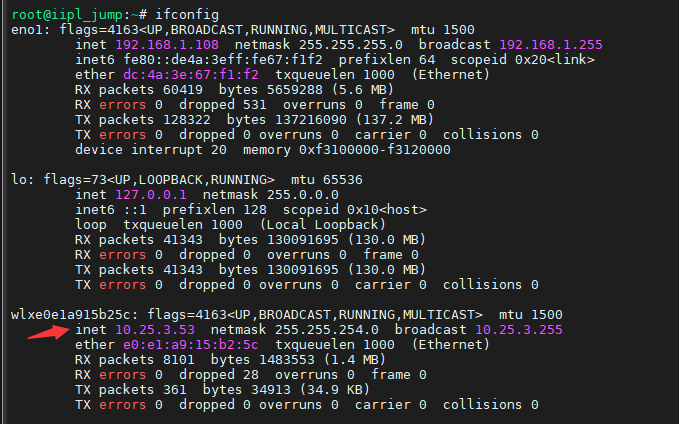 root@iipl_jump:~# ifconfig
eno1: flags=4163<UP,BROADCAST,RUNNING,MULTICAST>  mtu 1500
        inet 192.168.1.108  netmask 255.255.255.0  broadcast 192.168.1.255
        inet6 fe80::de4a:3eff:fe67:f1f2  prefixlen 64  scopeid 0x20<link>
        ether dc:4a:3e:67:f1:f2  txqueuelen 1000  (Ethernet)
        RX packets 60419  bytes 5659288 (5.6 MB)
        RX errors 0  dropped 531  overruns 0  frame 0
        TX packets 128322  bytes 137216090 (137.2 MB)
        TX errors 0  dropped 0 overruns 0  carrier 0  collisions 0
        device interrupt 20  memory 0xf3100000-f3120000
lo: flags=73<UP,LOOPBACK,RUNNING>  mtu 65536
        inet 127.0.0.1  netmask 255.0.0.0
        inet6 ::1  prefixlen 128  scopeid 0x10<host>
        loop  txqueuelen 1000  (Local Loopback)
        RX packets 41343  bytes 130091695 (130.0 MB)
        RX errors 0  dropped 0  overruns 0  frame 0
        TX packets 41343  bytes 130091695 (130.0 MB)
        TX errors 0  dropped 0 overruns 0  carrier 0  collisions 0
wlxe0e1a915b25c: flags=4163<UP,BROADCAST,RUNNING,MULTICAST>  mtu 1500
        inet 10.25.3.53  netmask 255.255.254.0  broadcast 10.25.3.255
        ether e0:e1:a9:15:b2:5c  txqueuelen 1000  (Ethernet)
        RX packets 8101  bytes 1483553 (1.4 MB)
        RX errors 0  dropped 28  overruns 0  frame 0
        TX packets 361  bytes 34913 (34.9 KB)
        TX errors 0  dropped 0 overruns 0  carrier 0  collisions 0